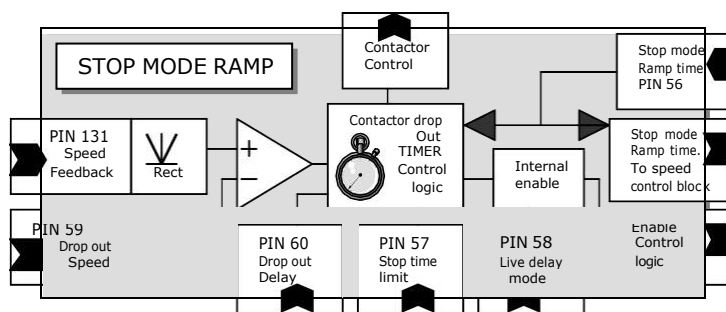 STOP MODE RAMP
Contactor
Control
Stop mode
Ramp time
PIN 56
PIN 131
Speed
Feedback
Rect
+
−
Contactor drop
Out
TIMER
Control
logic
Internal
enable
Stop mode
Ramp time.
To speed
control block
PIN 59
Drop out
Speed
PIN 60
Drop out
Delay
PIN 57
Stop time
limit
PIN 58
Live delay
mode
Enable
Control
logic